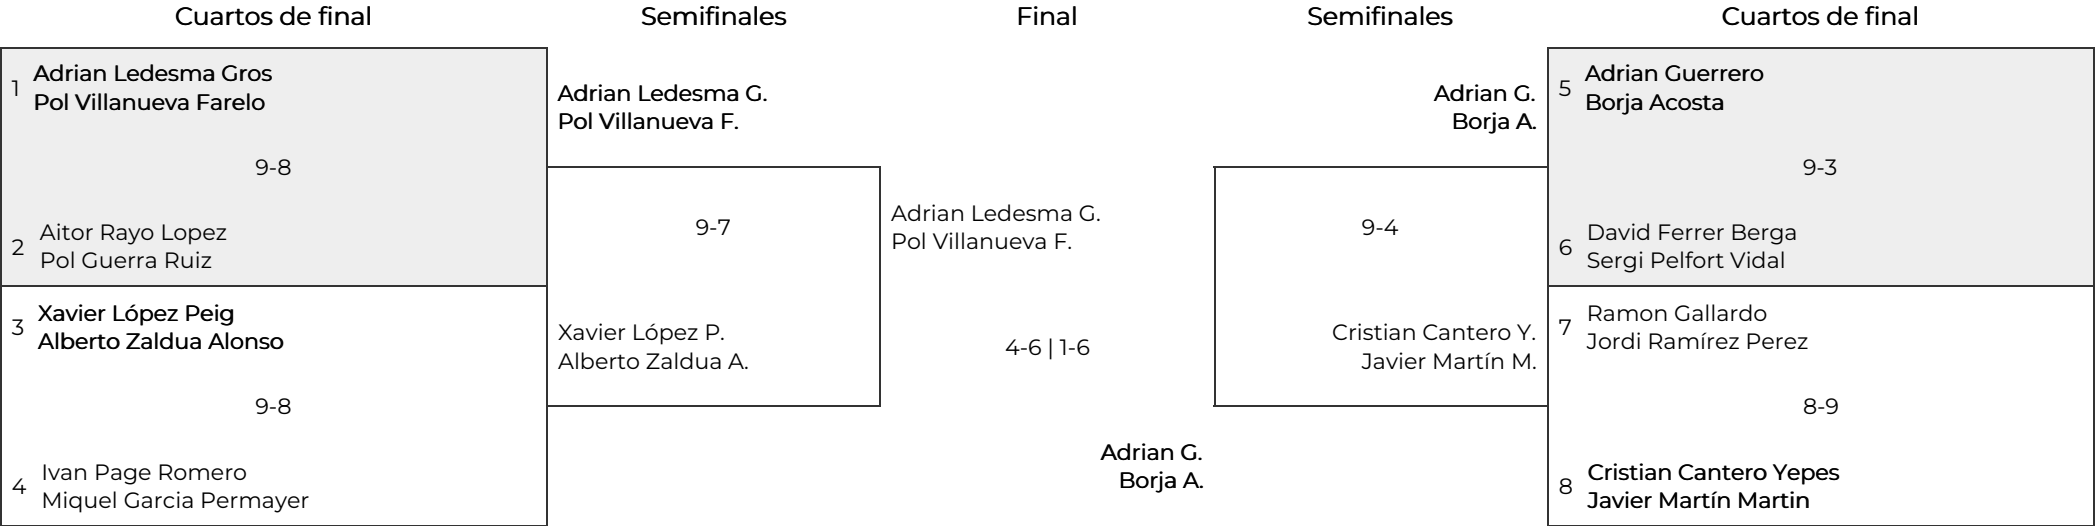 Cuartos de final
Semifinales
Final
Semifinales
Cuartos de final
1
Adrian Ledesma Gros
Pol Villanueva Farelo
9-8
2
Aitor Rayo Lopez
Pol Guerra Ruiz
3
Xavier López Peig
Alberto Zaldua Alonso
9-8
4
Ivan Page Romero
Miquel Garcia Permayer
Adrian Ledesma G.
Pol Villanueva F.
9-7
Xavier López P.
Alberto Zaldua A.
Adrian Ledesma G.
Pol Villanueva F.
4-6 | 1-6
Adrian G.
Borja A.
Adrian G.
Borja A.
9-4
Cristian Cantero Y.
Javier Martín M.
5
Adrian Guerrero
Borja Acosta
9-3
6
David Ferrer Berga
Sergi Pelfort Vidal
7
Ramon Gallardo
Jordi Ramírez Perez
8-9
8
Cristian Cantero Yepes
Javier Martín Martin